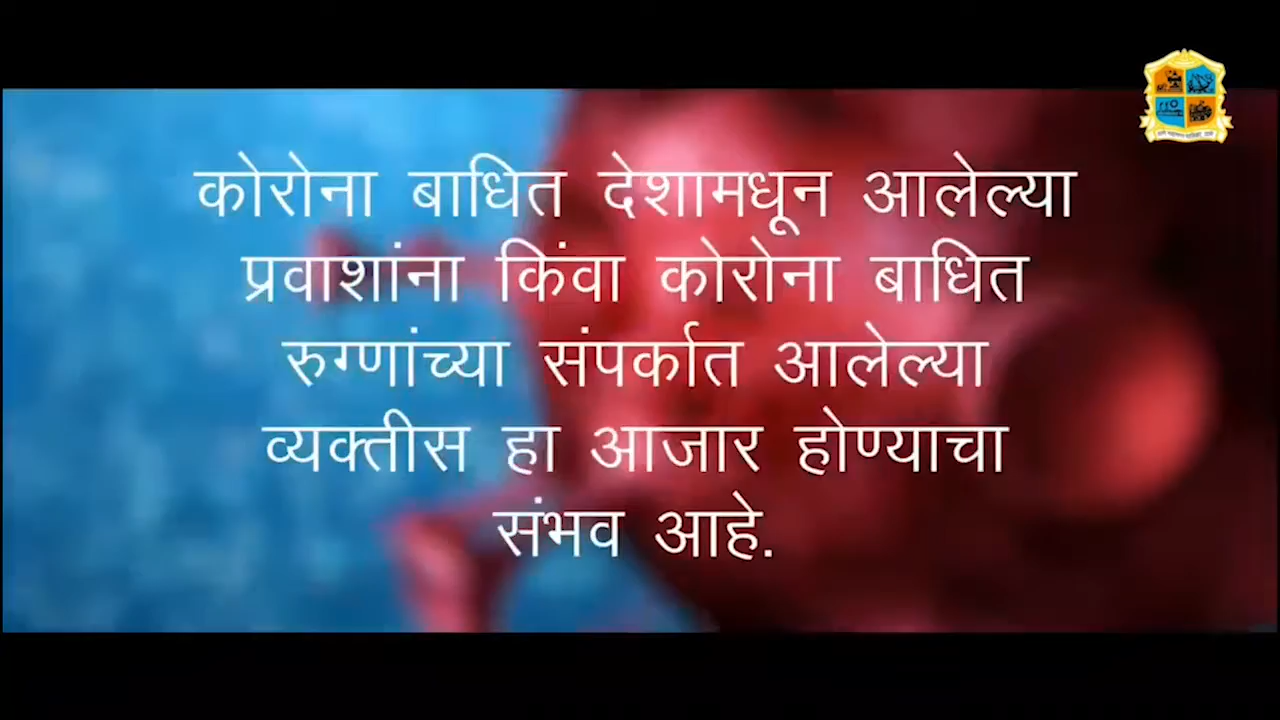 कोरोना बाधित देशामधून आलेल्या
प्रवाशांना किंवा कोरोना बाधित
रुग्णांच्या संपर्कात आलेल्या
व्यक्तीस हा आजार होण्याचा
संभव आहे.